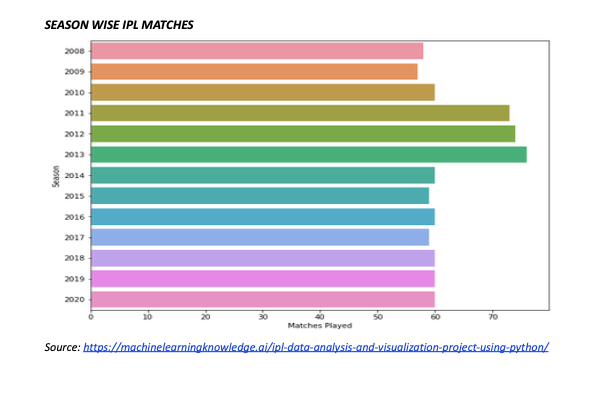 SEASON WISE IPL MATCHES
2008
2009
2010
2011
2012
2013
2014
2015
2016
2017
2018
2019
2020
Season
0 10 20 30 40 50 60 70
Matches Played
Source: https://machinelearningknowledge.ai/ipl-data-analysis-and-visualization-project-using-python/